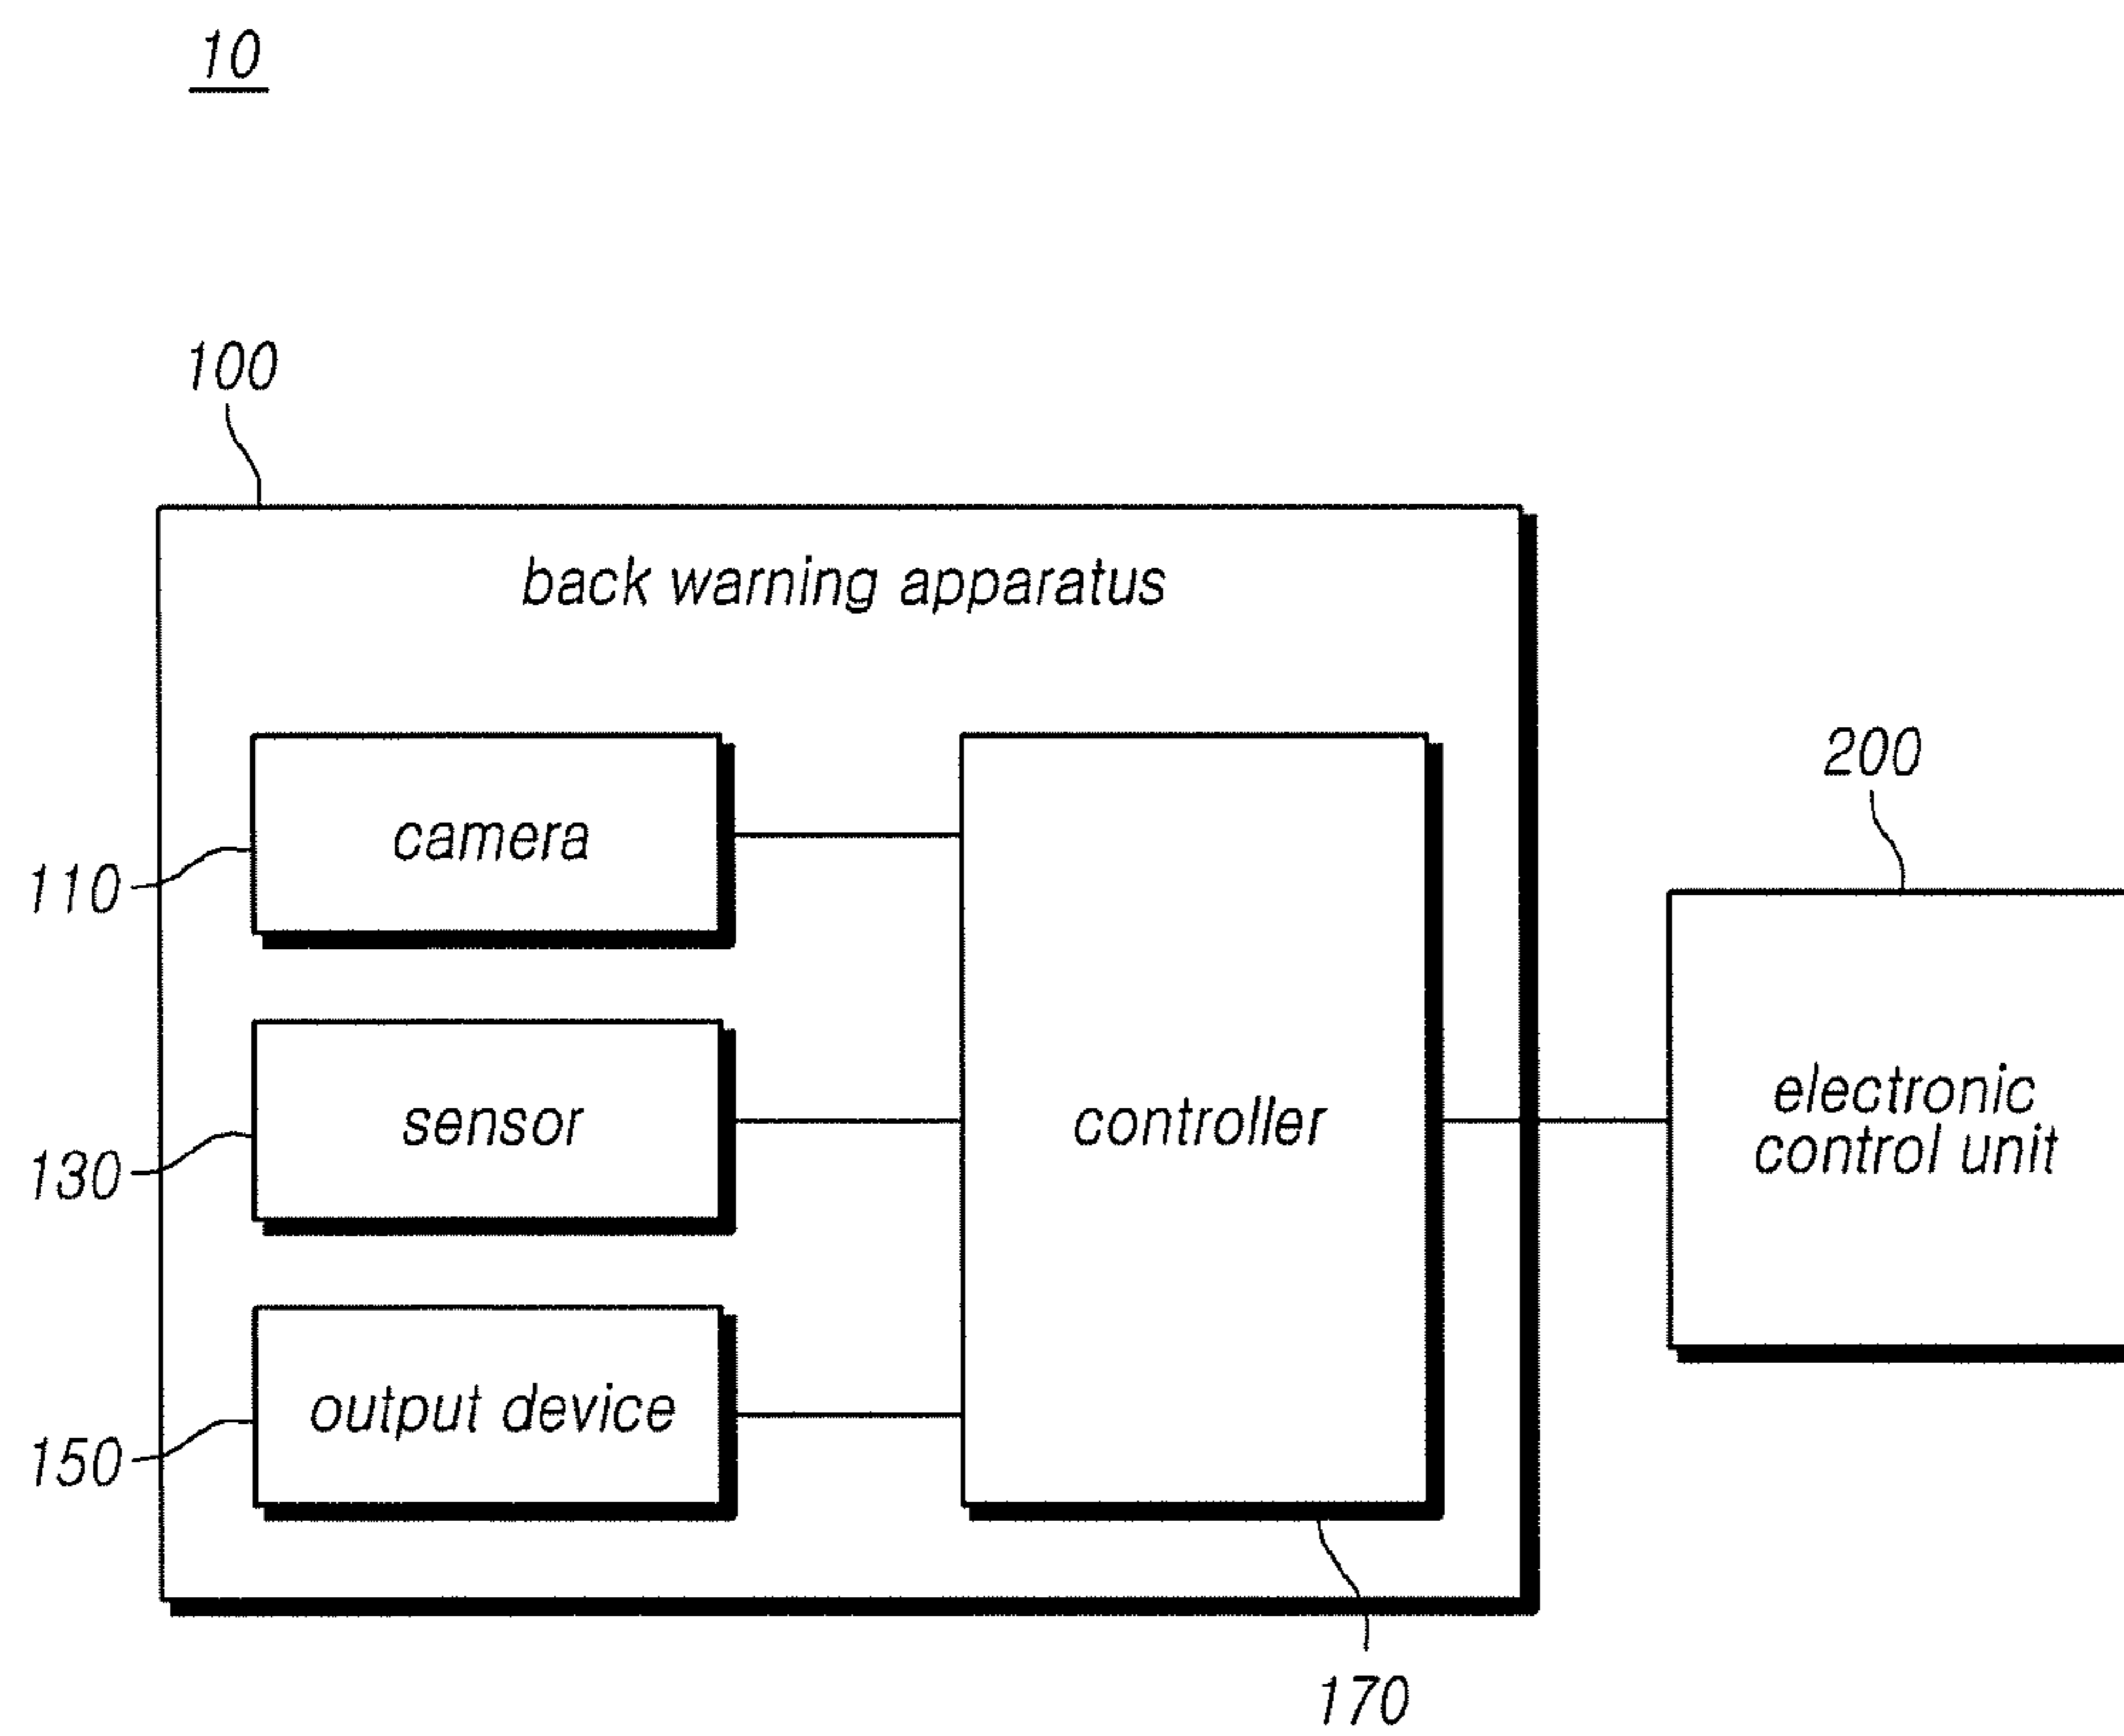 10
100
back warning apparatus
200
camera
110
electronic
control unit
sensor
controller
130
output device
150
170